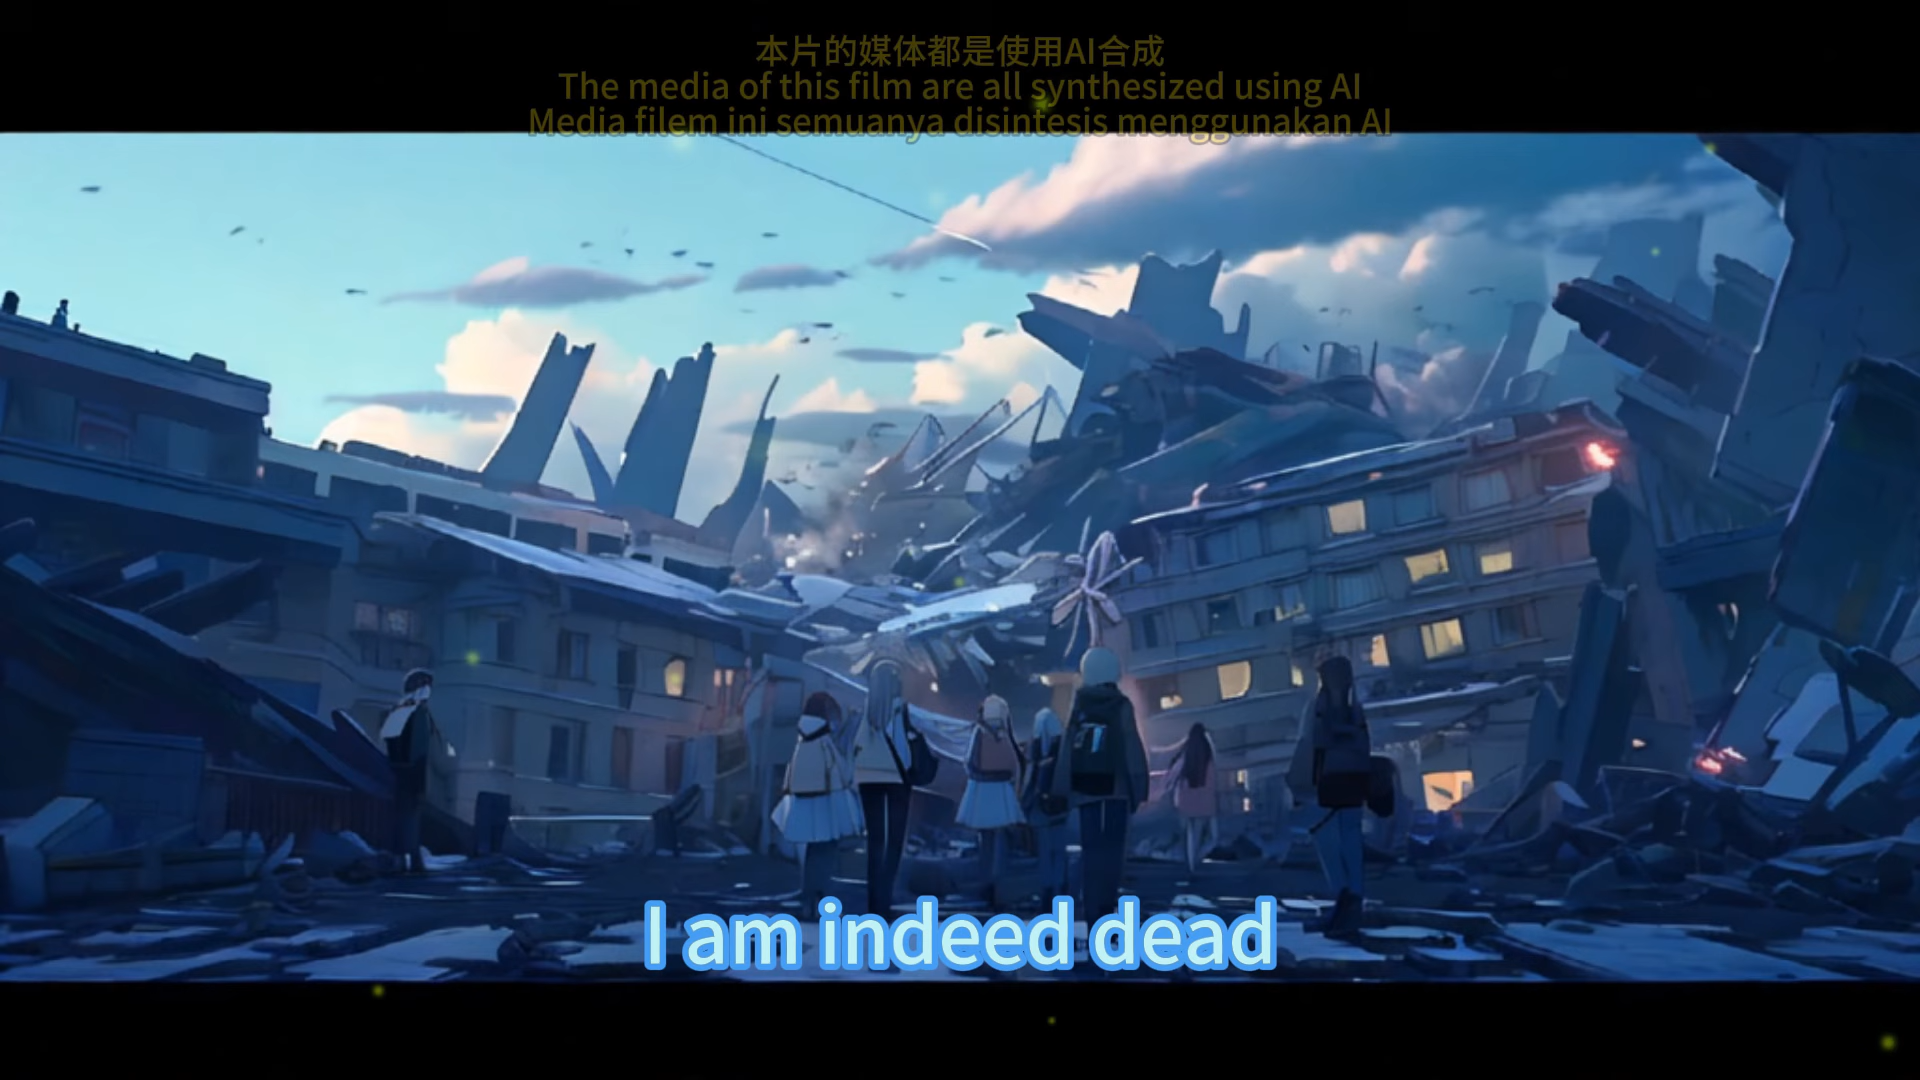 本片的媒体都是使用AI合成
The media of this film are all synthesized using AI
Media filem ini semuanya disintesis menggunakan AI
I am indeed dead